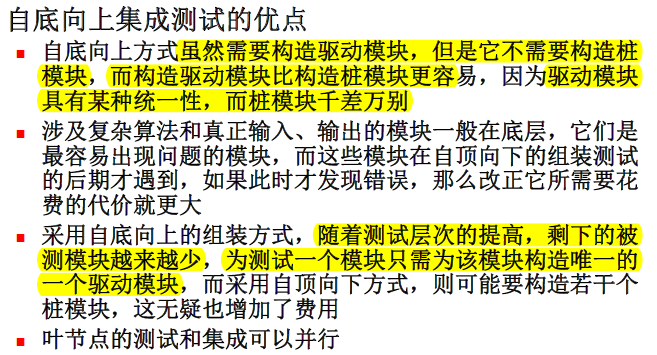 自底向上集成测试的优点
自底向上方式虽然需要构造驱动模块，但是它不需要构造桩
模块，而构造驱动模块比构造桩模块更容易，因为驱动模块
具有某种统一性，而桩模块千差万别
涉及复杂算法和真正输入、输出的模块一般在底层，它们是
最容易出现问题的模块，而这些模块在自顶向下的组装测试
的后期才遇到，如果此时才发现错误，那么改正它所需要花
费的代价就更大
采用自底向上的组装方式，随着测试层次的提高，剩下的被
测模块越来越少，为测试一个模块只需为该模块构造唯一的
一个驱动模块，而采用自顶向下方式，则可能要构造若干个
桩模块，这无疑也增加了费用
叶节点的测试和集成可以并行